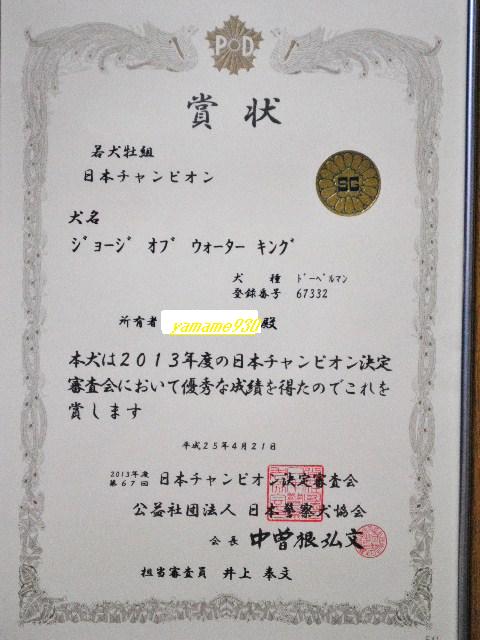 POD
賞状
若犬牡組
日本チャンピオン
SG
犬名
ジョージ オブ ウォーター キング
犬種 ドーベルマン
登録番号 67332
所有者 yamame930 殿
本犬は2013年度の日本チャンピオン決定
審査会において優秀な成績を得たのでこれを
賞します
平成25年4月21日
2013年度
第67回 日本チャンピオン決定審査会
公益社団法人 日本警察犬協会
会長 中曽根弘文
担当審査員 井上 奉文